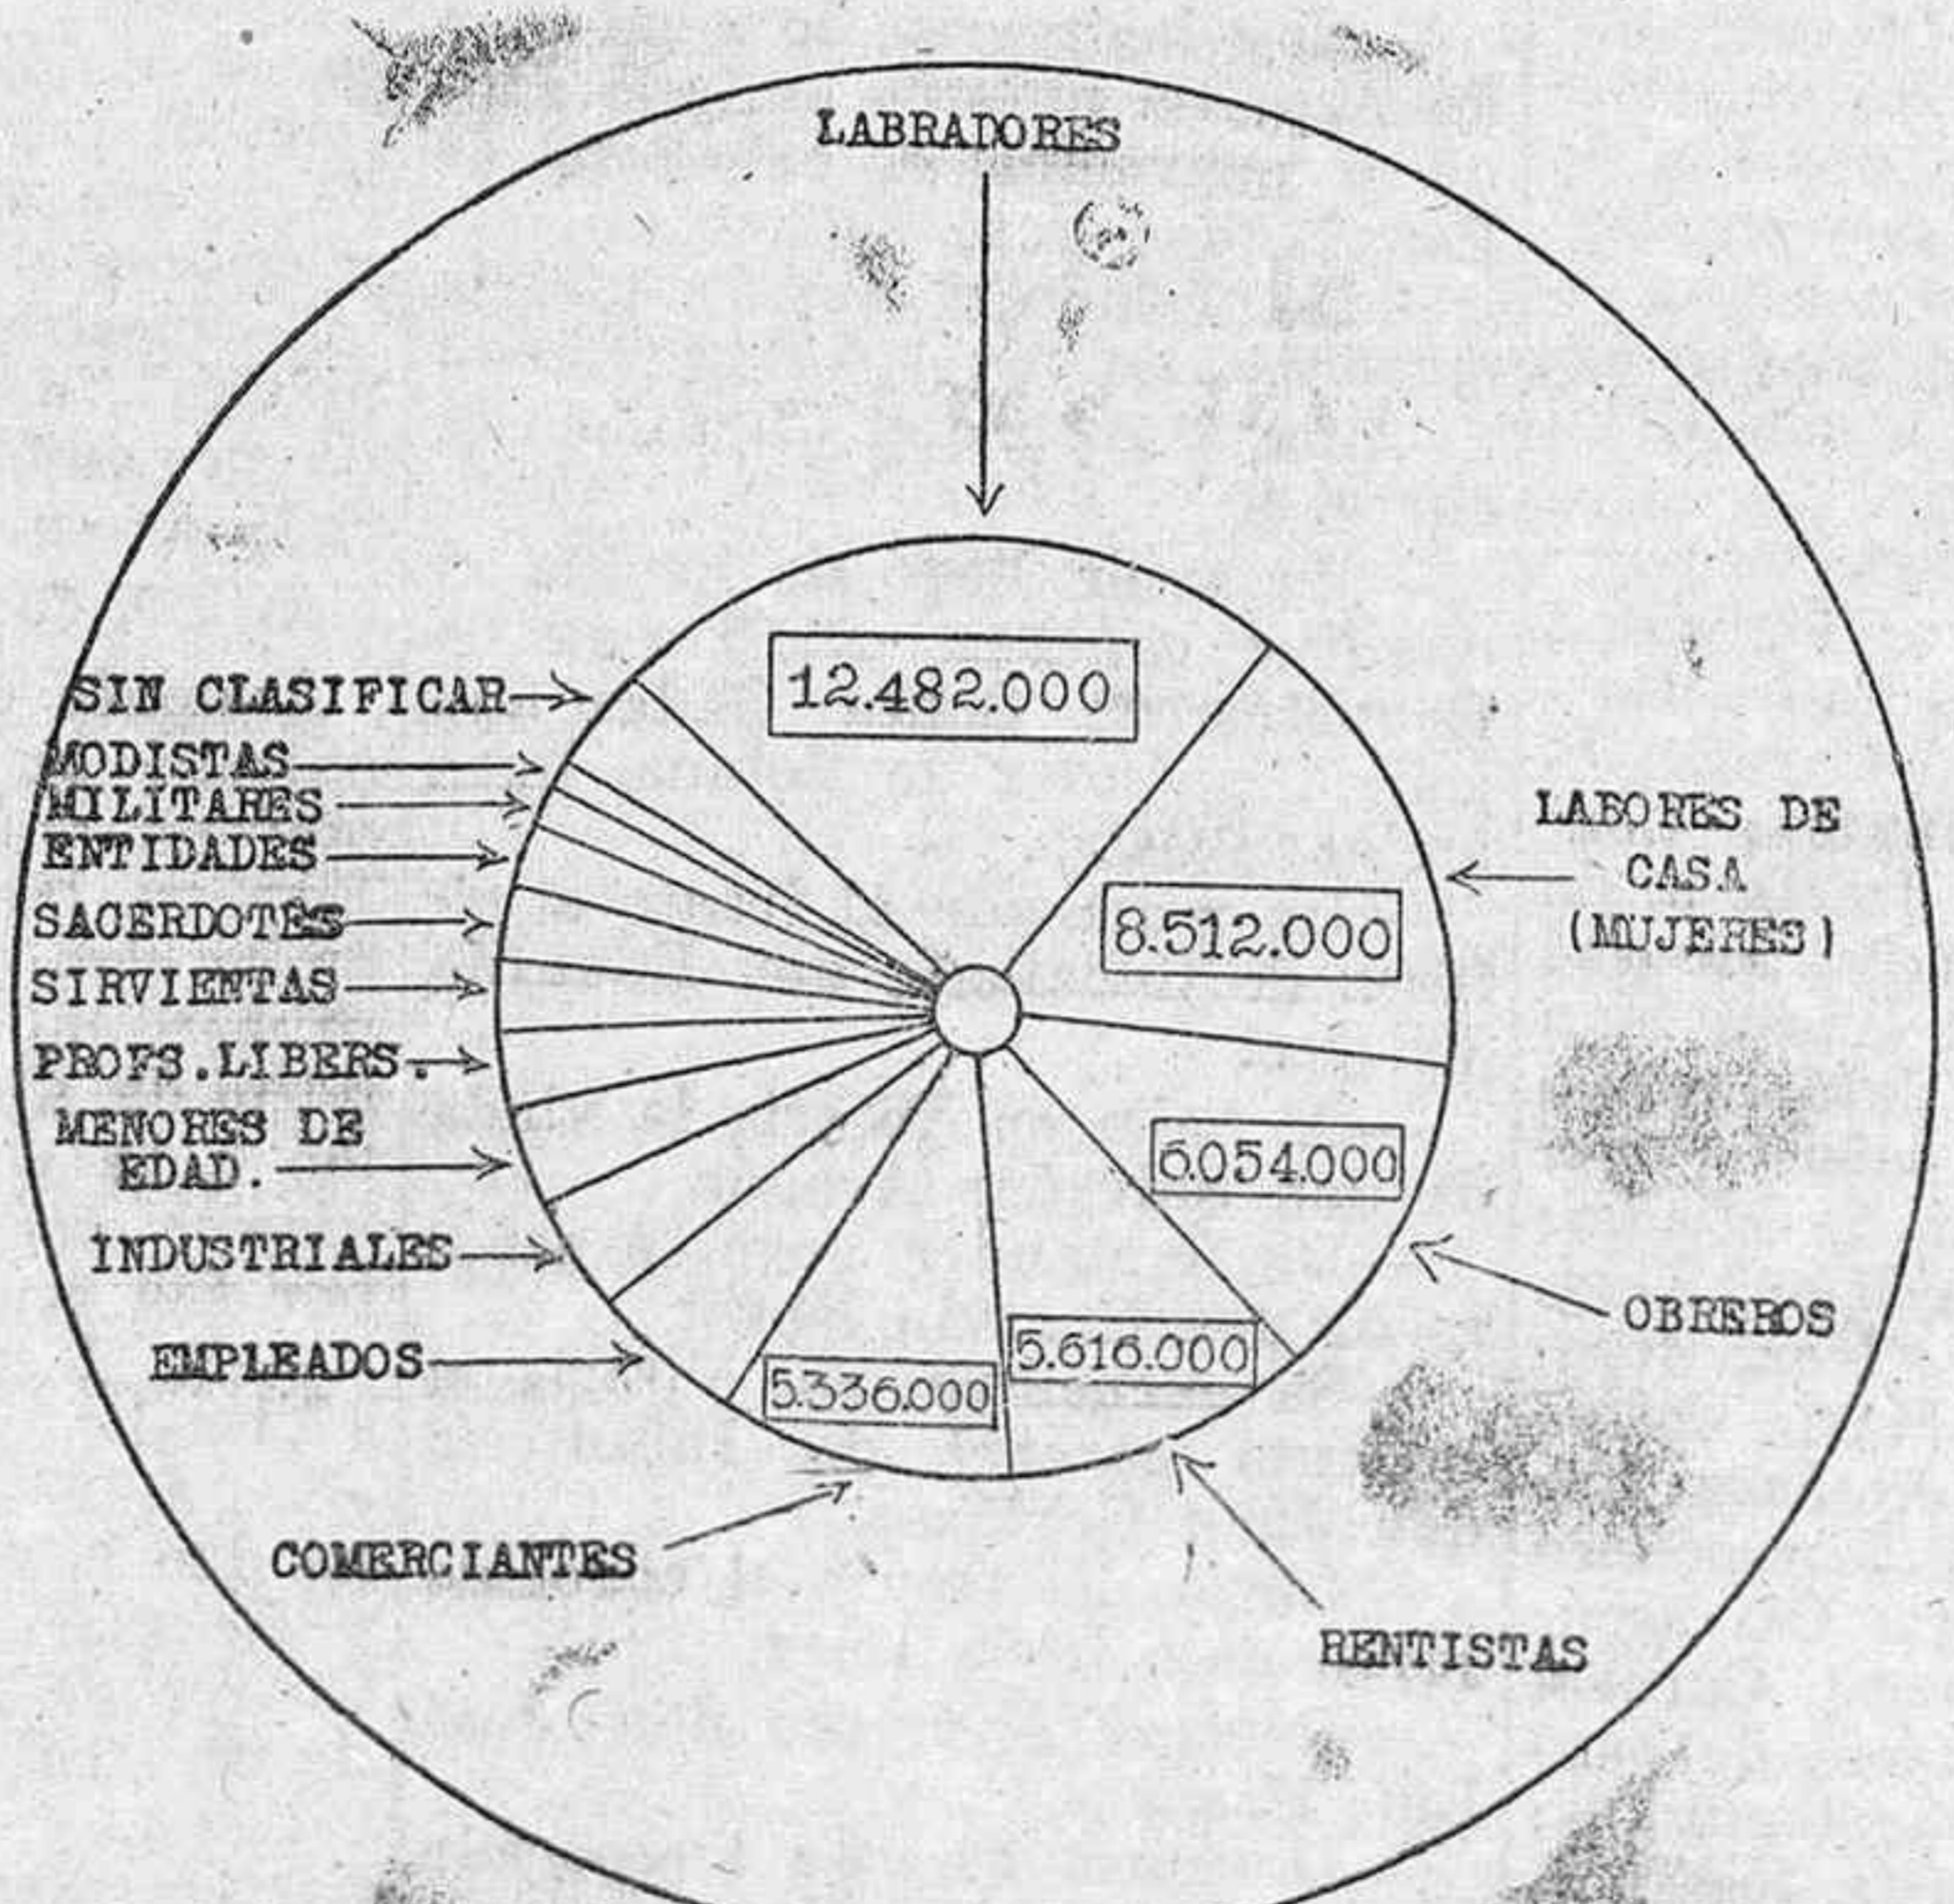 LABRADORES
12.482.000
SIN CLASIFICAR
MODISTAS
MILITARES
ENTIDADES
SACERDOTES
SIRVIENTAS
PROFS.LIBERS.
MENORES DE
EDAD.
INDUSTRIALES
EMPLEADOS
COMERCIANTES
LABORES DE
CASA
(MUJERES)
8.512.000
6.054.000
OBREROS
5.616.000
5.336.000
RENTISTAS